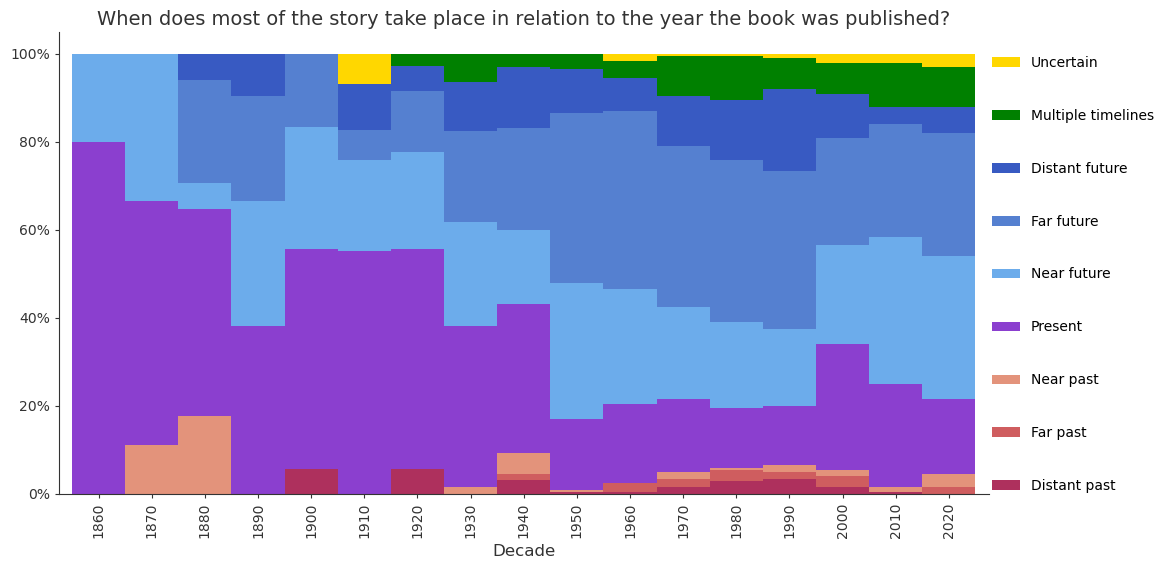 When does most of the story take place in relation to the year the book was published?
100%
80%
60%
40%
20%
0%
1860
1870
1880
1890
1900
1910
1920
1930
1940
1950
1960
1970
1980
1990
2000
2010
2020
Decade
Uncertain
Multiple timelines
Distant future
Far future
Near future
Present
Near past
Far past
Distant past